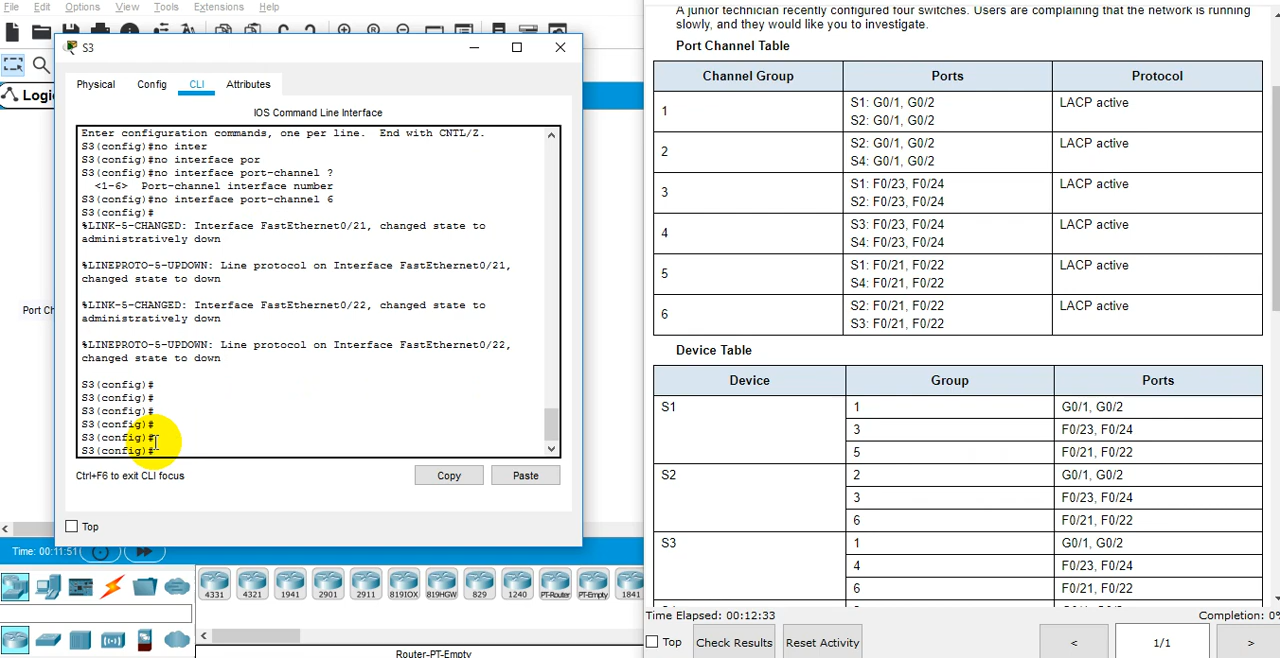 File Edit Options View Tools Extensions Help
S3
Physical Config CLI Attributes
IOS Command Line Interface
Enter configuration commands, one per line. End with CNTL/Z.
S3(config)#no inter
S3(config)#no interface por
S3(config)#no interface port-channel ?
<1-6> Port-channel interface number
S3(config)#no interface port-channel 6
S3(config)#
%LINK-5-CHANGED: Interface FastEthernet0/21, changed state to
administratively down
%LINEPROTO-5-UPDOWN: Line protocol on Interface FastEthernet0/21,
changed state to down
%LINK-5-CHANGED: Interface FastEthernet0/22, changed state to
administratively down
%LINEPROTO-5-UPDOWN: Line protocol on Interface FastEthernet0/22,
changed state to down
S3(config)#
S3(config)#
S3(config)#
S3(config)#
S3(config)#
S3(config)#
Ctrl+F6 to exit CLI focus
Copy Paste
Top
Logi
Port Ch
Time: 00:11:51
4331 4321 1941 2901 2911 819IOX 819HGW 829 1240 PT-Router PT-Empty 1841
Router-PT-Empty
A junior technician recently configured four switches. Users are complaining that the network is running
slowly, and they would like you to investigate.
Port Channel Table
Channel Group Ports Protocol
1 S1: G0/1, G0/2 LACP active
S2: G0/1, G0/2
2 S2: G0/1, G0/2 LACP active
S4: G0/1, G0/2
3 S1: F0/23, F0/24 LACP active
S2: F0/23, F0/24
4 S3: F0/23, F0/24 LACP active
S4: F0/23, F0/24
5 S1: F0/21, F0/22 LACP active
S4: F0/21, F0/22
6 S2: F0/21, F0/22 LACP active
S3: F0/21, F0/22
Device Table
Device Group Ports
S1 1 G0/1, G0/2
3 F0/23, F0/24
5 F0/21, F0/22
S2 2 G0/1, G0/2
3 F0/23, F0/24
6 F0/21, F0/22
S3 1 G0/1, G0/2
4 F0/23, F0/24
6 F0/21, F0/22
Time Elapsed: 00:12:33 Completion: 0%
Top Check Results Reset Activity < 1/1 >